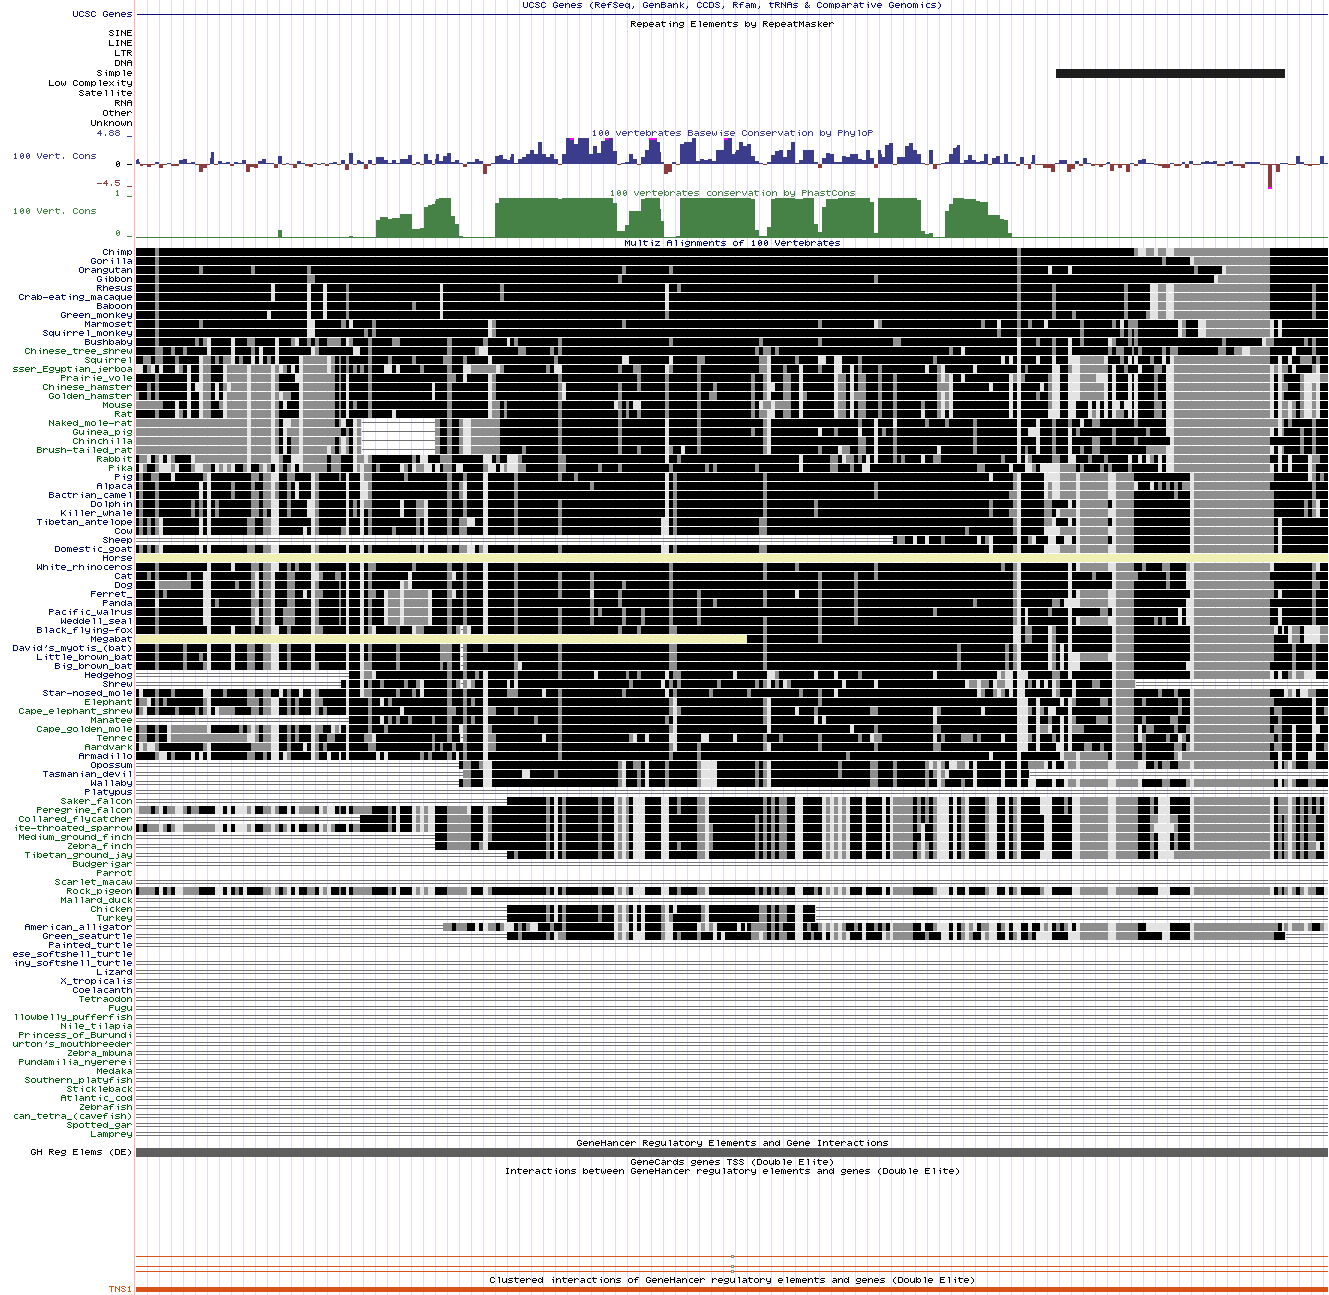 UCSC Genes (RefSeq, GenBank, CCDS, Rfam, tRNAs & Comparative Genomics)
UCSC Genes
Repeating Elements by RepeatMasker
SINE
LINE
LTR
DNA
Simple
Low Complexity
Satellite
RNA
Other
Unknown
4.88 _
100 vertebrates Basewise Conservation by PhyloP
100 Vert. Cons
0 _
-4.5 _
1 _
100 vertebrates conservation by PhastCons
100 Vert. Cons
0 _
Multiz Alignments of 100 Vertebrates
Chimp
Gorilla
Orangutan
Gibbon
Rhesus
Crab-eating_macaque
Baboon
Green_monkey
Marmoset
Squirrel_monkey
Bushbaby
Chinese_tree_shrew
Squirrel
sser_Egyptian_jerboa
Prairie_vole
Chinese_hamster
Golden_hamster
Mouse
Rat
Naked_mole-rat
Guinea_pig
Chinchilla
Brush-tailed_rat
Rabbit
Pika
Pig
Alpaca
Bactrian_camel
Dolphin
Killer_whale
Tibetan_antelope
Cow
Sheep
Domestic_goat
Horse
White_rhinoceros
Cat
Dog
Ferret_
Panda
Pacific_walrus
Weddell_seal
Black_flying-fox
Megabat
David's_myotis_(bat)
Little_brown_bat
Big_brown_bat
Hedgehog
Shrew
Star-nosed_mole
Elephant
Cape_elephant_shrew
Manatee
Cape_golden_mole
Tenrec
Aardvark
Armadillo
Opossum
Tasmanian_devil
Wallaby
Platypus
Saker_falcon
Peregrine_falcon
Collared_flycatcher
ite-throated_sparrow
Medium_ground_finch
Zebra_finch
Tibetan_ground_jay
Budgerigar
Parrot
Scarlet_macaw
Rock_pigeon
Mallard_duck
Chicken
Turkey
American_alligator
Green_seaturtle
Painted_turtle
ese_softshell_turtle
iny_softshell_turtle
Lizard
X_tropicalis
Coelacanth
Tetraodon
Fugu
llowbelly_pufferfish
Nile_tilapia
Princess_of_Burundi
urton's_mouthbreeder
Zebra_mbuna
Pundamilia_nyererei
Medaka
Southern_platyfish
Stickleback
Atlantic_cod
Zebrafish
can_tetra_(cavefish)
Spotted_gar
Lamprey
GeneHancer Regulatory Elements and Gene Interactions
GH Reg Elems (DE)
GeneCards genes TSS (Double Elite)
Interactions between GeneHancer regulatory elements and genes (Double Elite)
Clustered interactions of GeneHancer regulatory elements and genes (Double Elite)
TNS1